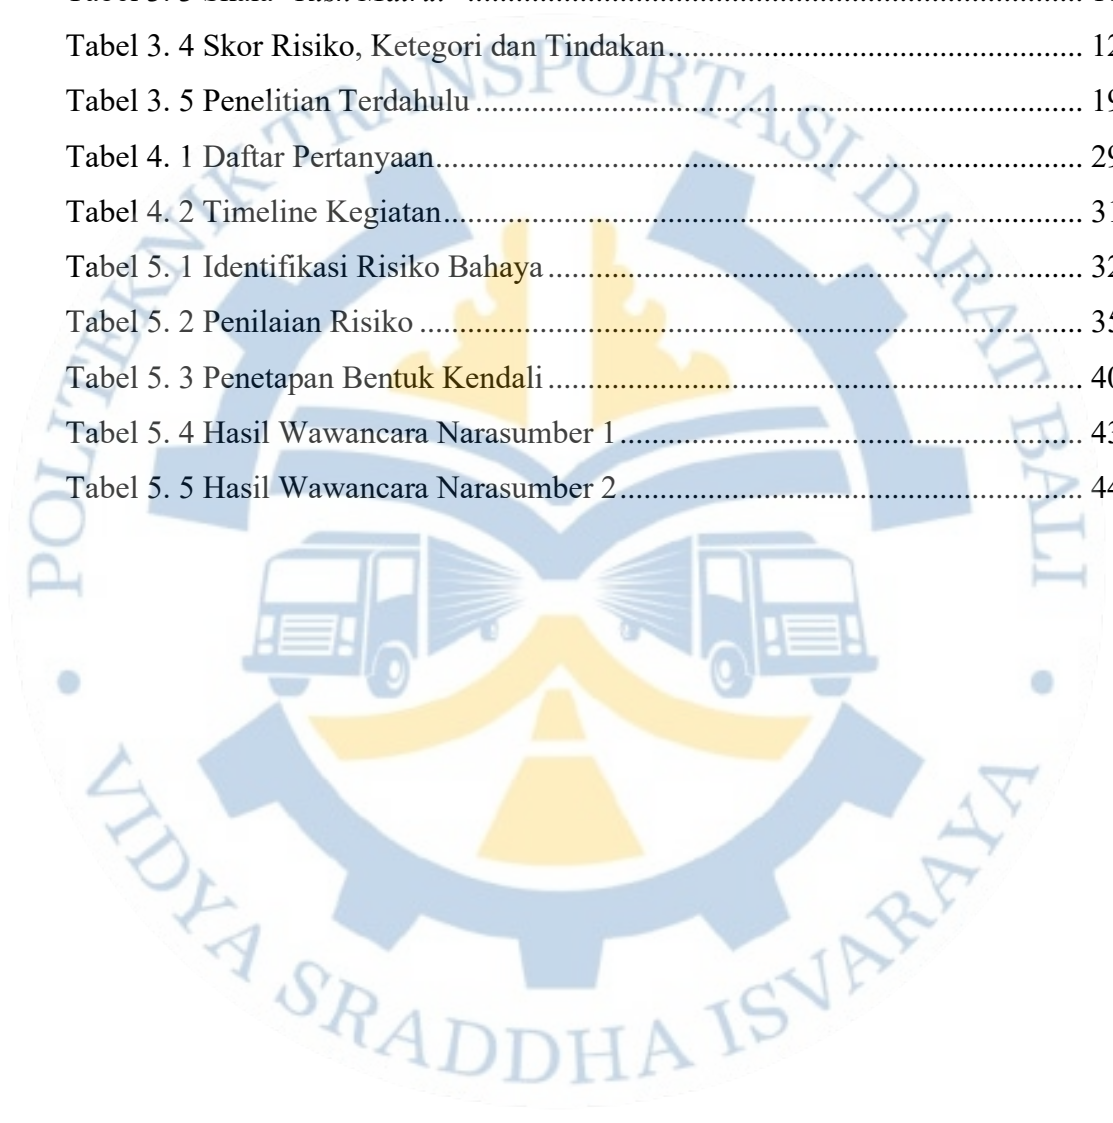 Tabel 3. 4 Skor Risiko, Ketegori dan Tindakan.......................................................... 12
Tabel 3. 5 Penelitian Terdahulu.......................................................... 19
Tabel 4. 1 Daftar Pertanyaan.......................................................... 29
Tabel 4. 2 Timeline Kegiatan.......................................................... 31
Tabel 5. 1 Identifikasi Risiko Bahaya.......................................................... 32
Tabel 5. 2 Penilaian Risiko.......................................................... 35
Tabel 5. 3 Penetapan Bentuk Kendali.......................................................... 40
Tabel 5. 4 Hasil Wawancara Narasumber 1.......................................................... 43
Tabel 5. 5 Hasil Wawancara Narasumber 2.......................................................... 44
POLITEKNIK TRANSPORTASI DARAT BALI
VIDYA SRADDHA ISVARAYA